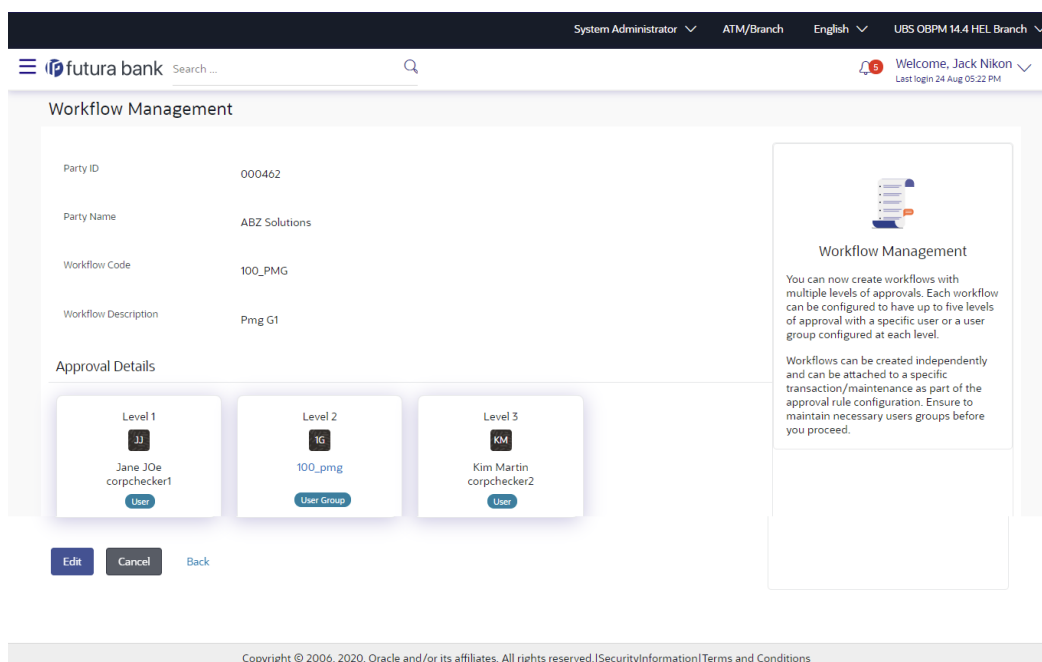 System Administrator ATM/Branch English UBS OBPM 14.4 HEL Branch
futura bank Search ... 5 Welcome, Jack Nikon
Last login 24 Aug 05:22 PM
Workflow Management
Party ID 000462
Party Name ABZ Solutions
Workflow Code 100_PMG
Workflow Description Pmg G1
Approval Details
Level 1 Level 2 Level 3
JJ 1G KM
Jane JOe 100_pmg Kim Martin
corpchecker1 corpchecker2
User User Group User
Workflow Management
You can now create workflows with
multiple levels of approvals. Each workflow
can be configured to have up to five levels
of approval with a specific user or a user
group configured at each level.
Workflows can be created independently
and can be attached to a specific
transaction/maintenance as part of the
approval rule configuration. Ensure to
maintain necessary users groups before
you proceed.
Edit Cancel Back
Copyright © 2006, 2020, Oracle and/or its affiliates. All rights reserved.|SecurityInformation|Terms and Conditions